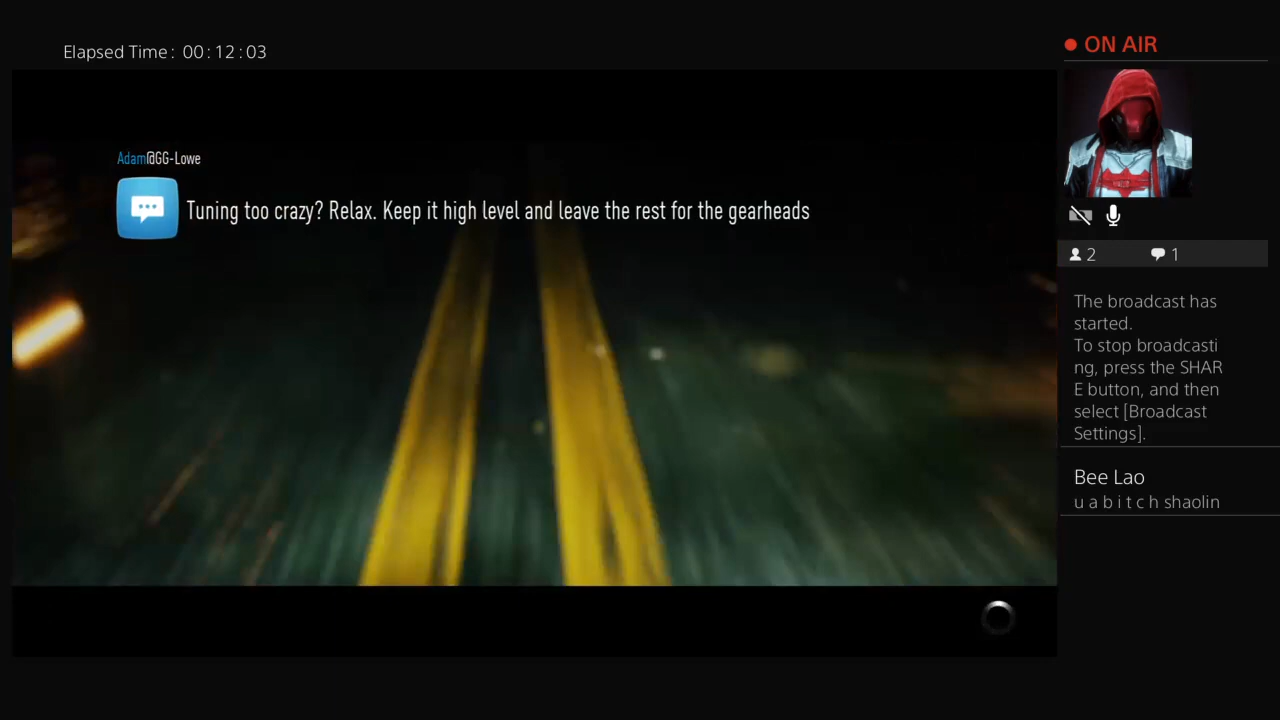 Elapsed Time: 00:12:03
ON AIR
Adam@GG-Lowe
Tuning too crazy? Relax. Keep it high level and leave the rest for the gearheads
2
1
The broadcast has
started.
To stop broadcasti
ng, press the SHAR
E button, and then
select [Broadcast
Settings].
Bee Lao
u a b i t c h shaolin